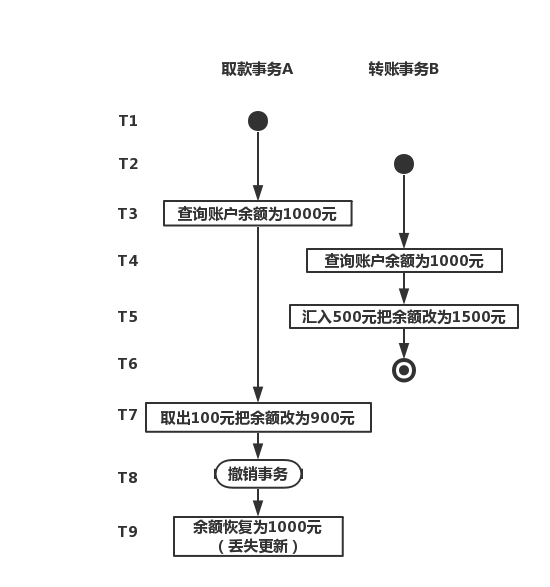 取款事务A
转账事务B
T1
T2
T3
查询账户余额为1000元
T4
查询账户余额为1000元
T5
汇入500元把余额改为1500元
T6
T7
取出100元把余额改为900元
T8
撤销事务
T9
余额恢复为1000元
（丢失更新）